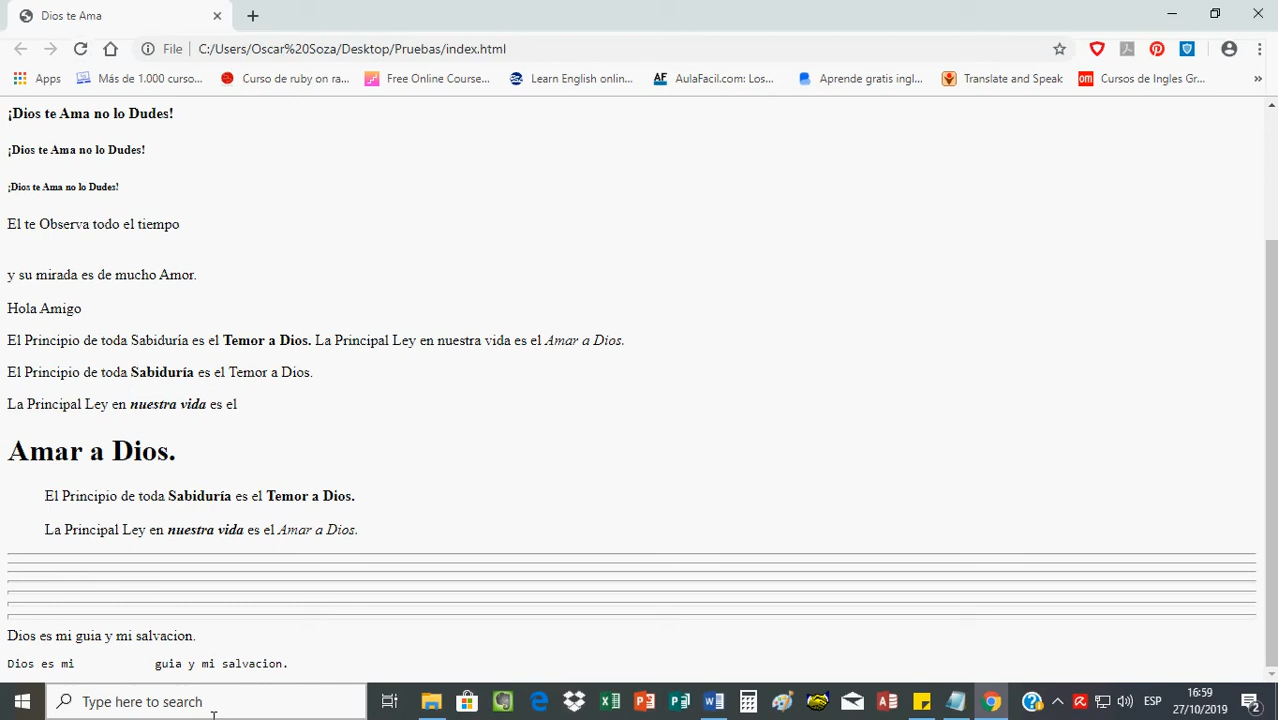 Dios te Ama
File C:/Users/Oscar%20Soza/Desktop/Pruebas/index.html
Apps Más de 1.000 curso... Curso de ruby on ra... Free Online Course... Learn English onlin... AulaFacil.com: Los... Aprende gratis ingl... Translate and Speak Cursos de Ingles Gr... »
¡Dios te Ama no lo Dudes!
¡Dios te Ama no lo Dudes!
¡Dios te Ama no lo Dudes!
El te Observa todo el tiempo
y su mirada es de mucho Amor.
Hola Amigo
El Principio de toda Sabiduría es el Temor a Dios. La Principal Ley en nuestra vida es el Amar a Dios.
El Principio de toda Sabiduría es el Temor a Dios.
La Principal Ley en nuestra vida es el
Amar a Dios.
El Principio de toda Sabiduría es el Temor a Dios.
La Principal Ley en nuestra vida es el Amar a Dios.
Dios es mi guia y mi salvacion.
Dios es mi            guia y mi salvacion.
Type here to search
ESP
16:59
27/10/2019
2